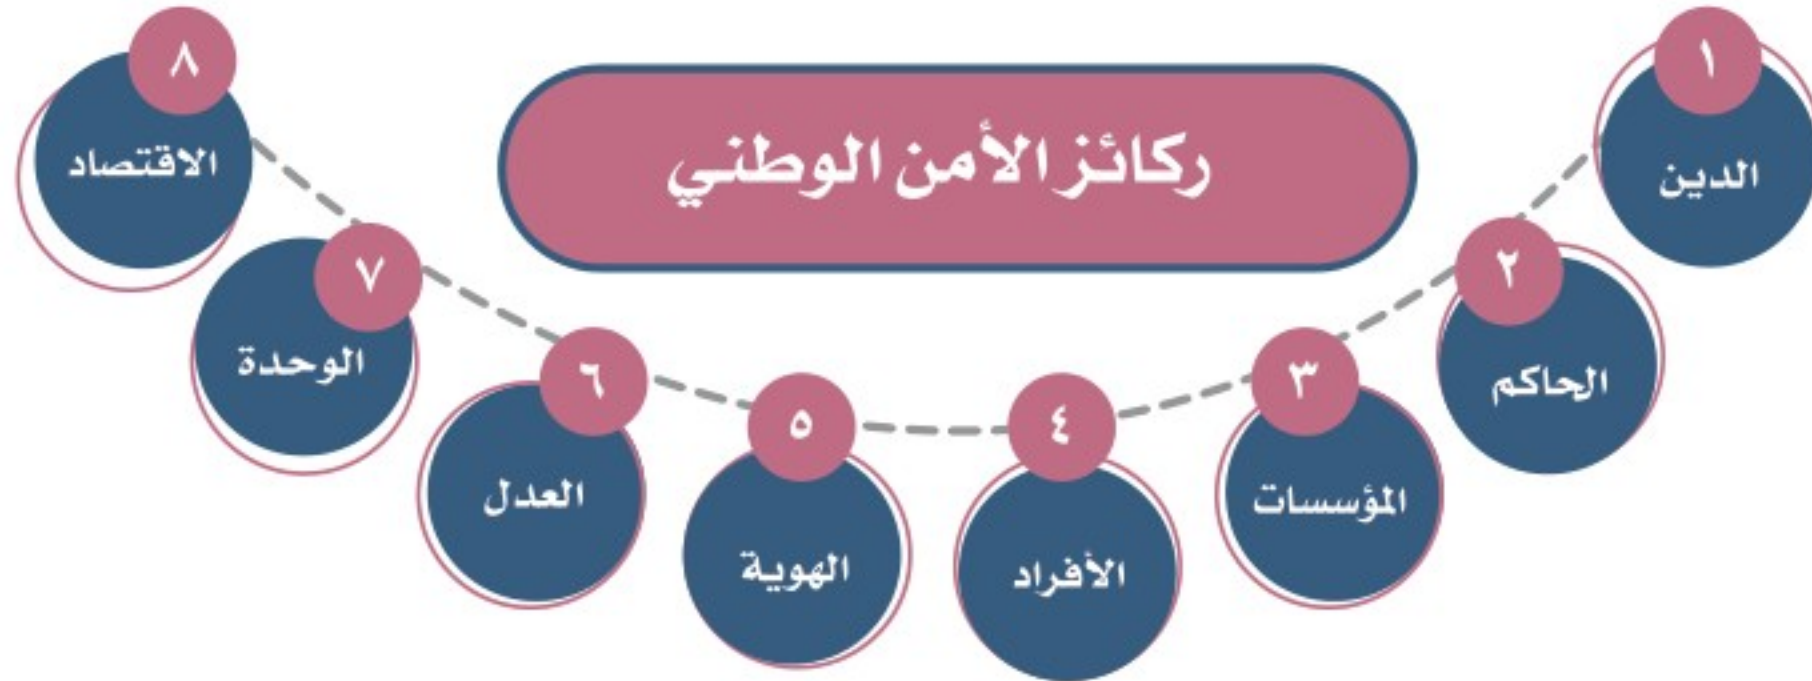 ركائز الأمن الوطني
١
الدين
٢
الحاكم
٣
المؤسسات
٤
الأفراد
٥
الهوية
٦
العدل
٧
الوحدة
٨
الاقتصاد